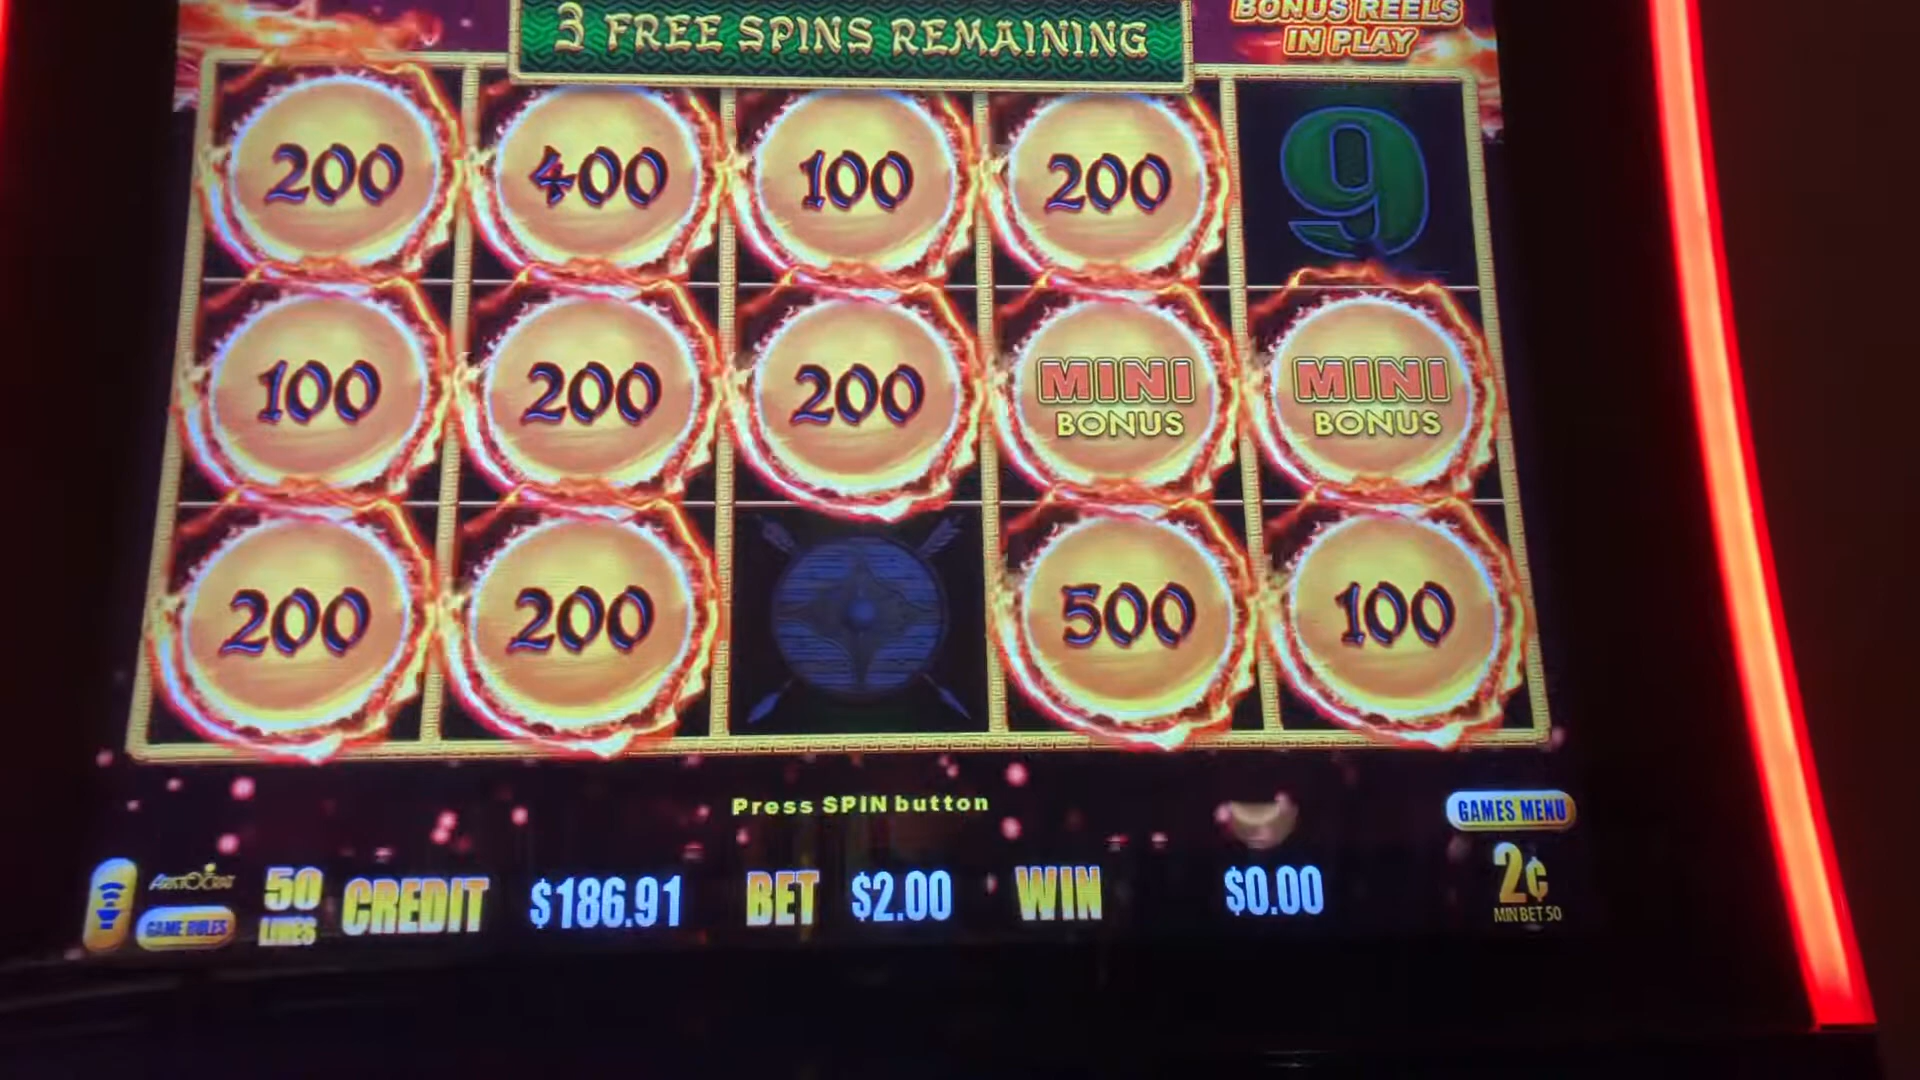 3 FREE SPINS REMAINING
BONUS REELS
IN PLAY
200 400 100 200 9
100 200 200 MINI BONUS MINI BONUS
200 200 500 100
Press SPIN button
GAMES MENU
ARISTOCRAT
GAME RULES
50
LINES
CREDIT $186.91 BET $2.00 WIN $0.00
2¢
MIN BET 50